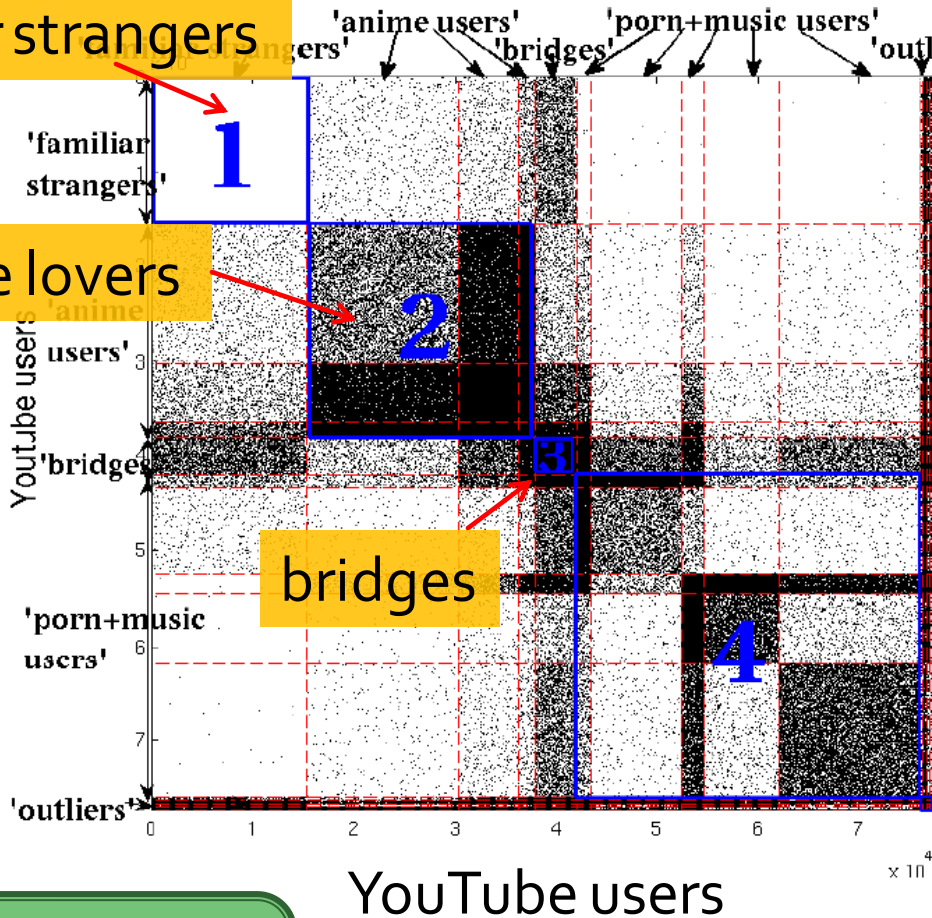 strangers
'anime users'
'porn+music users'
'familiar strangers'
'bridges'
'familiar
strangers'
1
lovers
2
'anime
users'
3
Youtube users
'bridges
3
5
bridges
'porn+music
users'
6
4
7
'outliers'
0 1 2 3 4 5 6 7
x 10
4
YouTube users